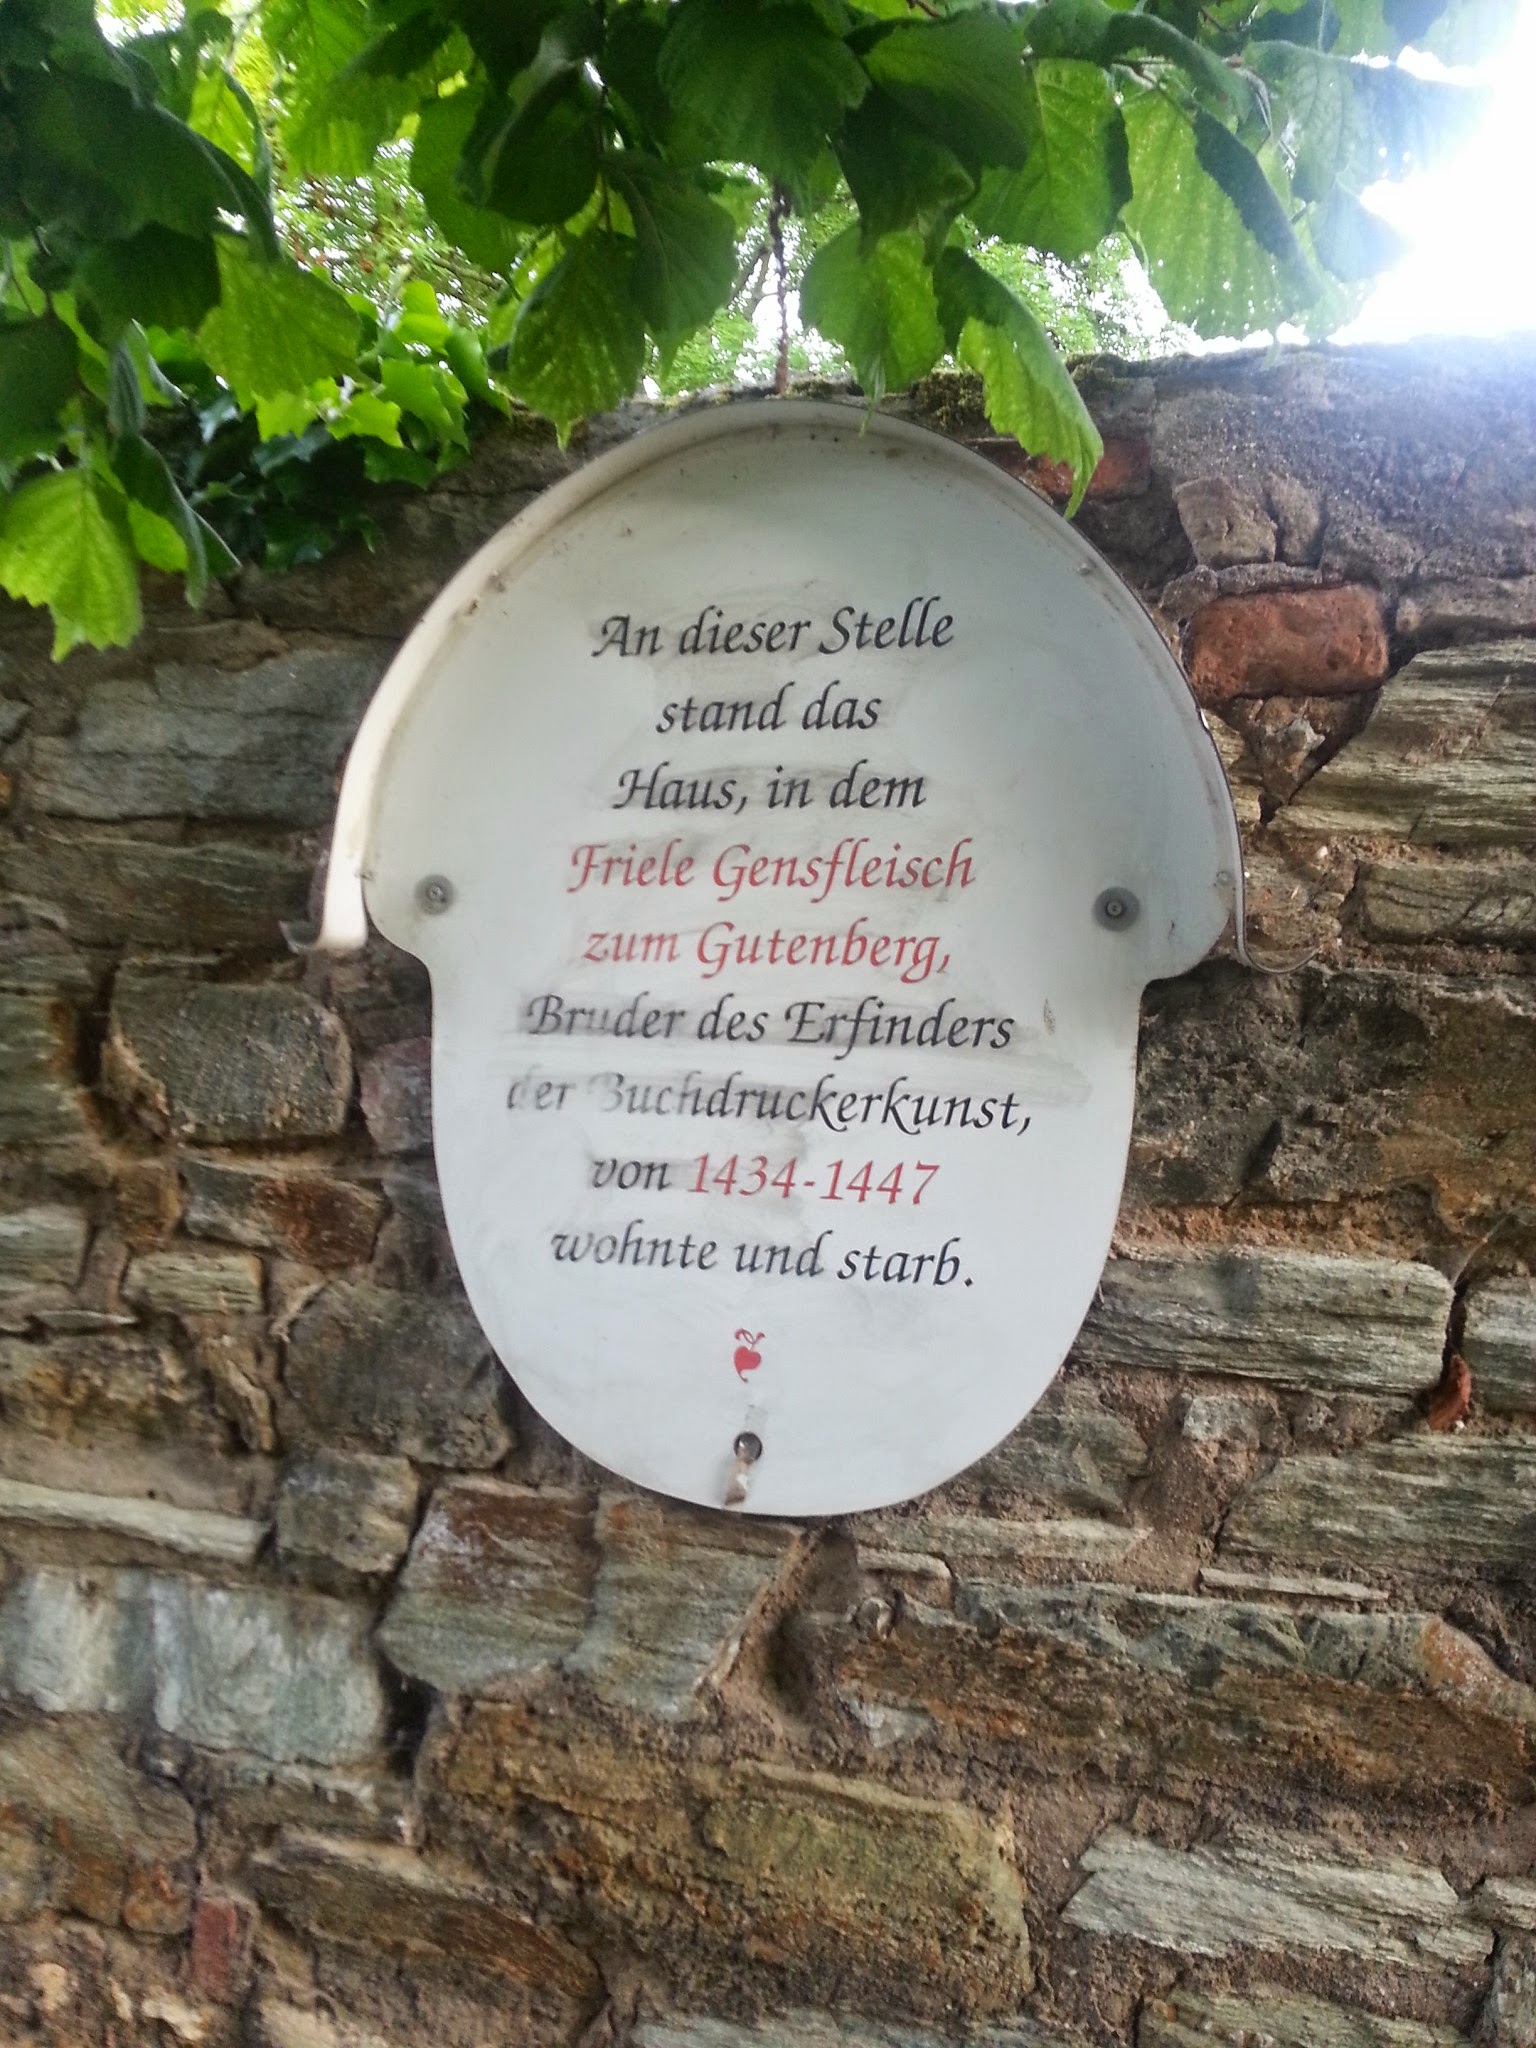 An dieser Stelle
stand das
Haus, in dem
Friele Gensfleisch
zum Gutenberg,
Bruder des Erfinders
der Buchdruckerkunst,
von 1434-1447
wohnte und starb.